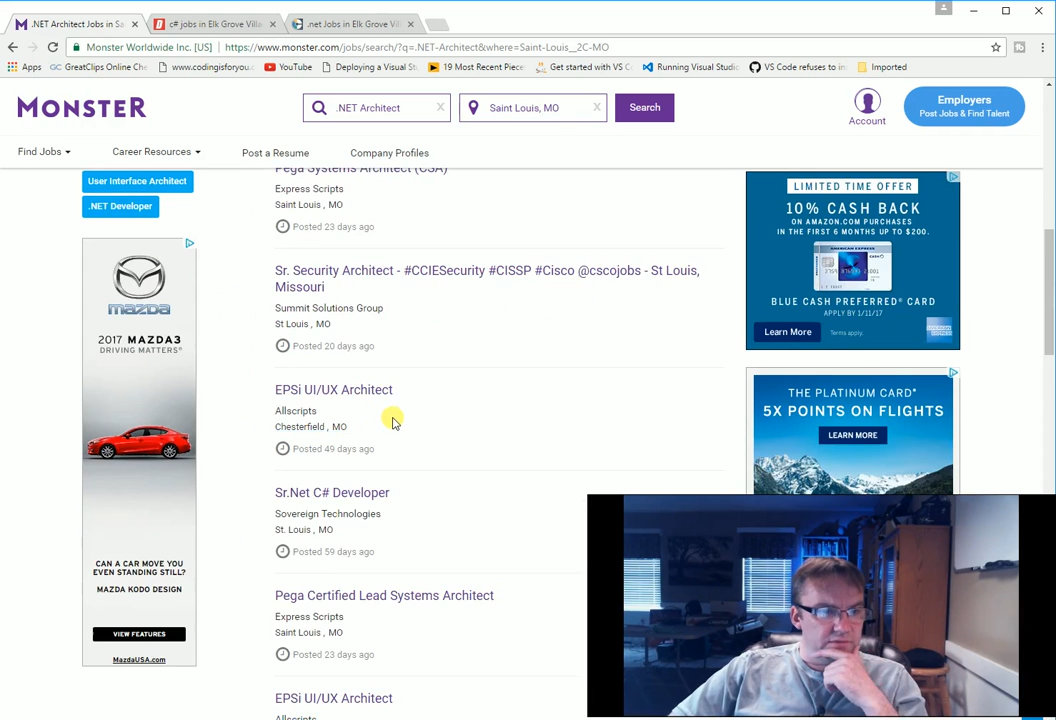 .NET Architect Jobs in Sa
c# jobs in Elk Grove Villa
.net Jobs in Elk Grove Vill
Monster Worldwide Inc. [US]
https://www.monster.com/jobs/search/?q=.NET-Architect&where=Saint-Louis__2C-MO
Apps
GreatClips Online Che
www.codingisforyou.c
YouTube
Deploying a Visual St
19 Most Recent Piece
Get started with VS C
Running Visual Studi
VS Code refuses to in
Imported
MONSTER
.NET Architect
Saint Louis, MO
Search
Account
Employers
Post Jobs & Find Talent
Find Jobs
Career Resources
Post a Resume
Company Profiles
User Interface Architect
.NET Developer
Pega Systems Architect (CSA)
Express Scripts
Saint Louis , MO
Posted 23 days ago
Sr. Security Architect - #CCIESecurity #CISSP #Cisco @cscojobs - St Louis,
Missouri
Summit Solutions Group
St Louis , MO
Posted 20 days ago
EPSi UI/UX Architect
Allscripts
Chesterfield , MO
Posted 49 days ago
Sr.Net C# Developer
Sovereign Technologies
St. Louis , MO
Posted 59 days ago
Pega Certified Lead Systems Architect
Express Scripts
Saint Louis , MO
Posted 23 days ago
EPSi UI/UX Architect
Allscripts
mazda
2017 MAZDA3
DRIVING MATTERS®
CAN A CAR MOVE YOU
EVEN STANDING STILL?
MAZDA KODO DESIGN
VIEW FEATURES
MazdaUSA.com
LIMITED TIME OFFER
10% CASH BACK
ON AMAZON.COM PURCHASES
IN THE FIRST 6 MONTHS UP TO $200.
BLUE CASH PREFERRED® CARD
APPLY BY 1/11/17
Learn More
Terms apply.
THE PLATINUM CARD®
5X POINTS ON FLIGHTS
LEARN MORE